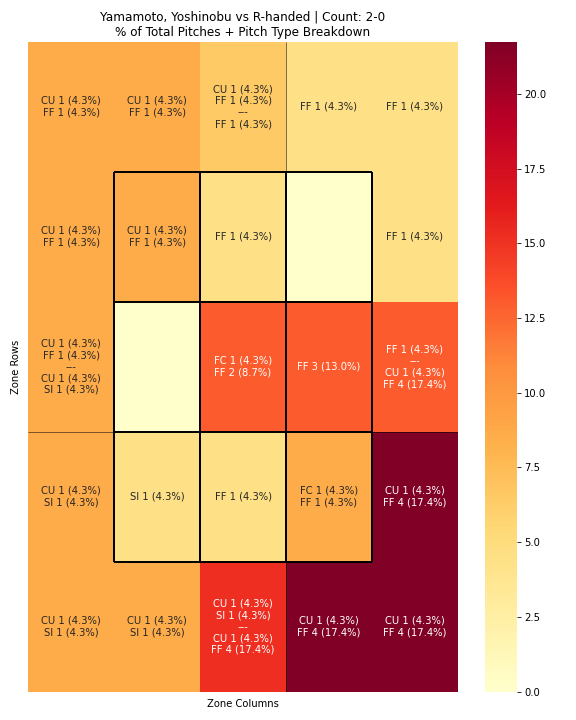 Yamamoto, Yoshinobu vs R-handed | Count: 2-0
% of Total Pitches + Pitch Type Breakdown
CU 1 (4.3%)
FF 1 (4.3%)
CU 1 (4.3%)
FF 1 (4.3%)
CU 1 (4.3%)
FF 1 (4.3%)
---
FF 1 (4.3%)
FF 1 (4.3%)
FF 1 (4.3%)
CU 1 (4.3%)
FF 1 (4.3%)
CU 1 (4.3%)
FF 1 (4.3%)
FF 1 (4.3%)
FF 1 (4.3%)
CU 1 (4.3%)
FF 1 (4.3%)
---
CU 1 (4.3%)
SI 1 (4.3%)
FC 1 (4.3%)
FF 2 (8.7%)
FF 3 (13.0%)
FF 1 (4.3%)
---
CU 1 (4.3%)
FF 4 (17.4%)
CU 1 (4.3%)
SI 1 (4.3%)
SI 1 (4.3%)
FF 1 (4.3%)
FC 1 (4.3%)
FF 1 (4.3%)
CU 1 (4.3%)
FF 4 (17.4%)
CU 1 (4.3%)
SI 1 (4.3%)
CU 1 (4.3%)
SI 1 (4.3%)
CU 1 (4.3%)
SI 1 (4.3%)
---
CU 1 (4.3%)
FF 4 (17.4%)
CU 1 (4.3%)
FF 4 (17.4%)
CU 1 (4.3%)
FF 4 (17.4%)
Zone Rows
Zone Columns
20.0
17.5
15.0
12.5
10.0
7.5
5.0
2.5
0.0